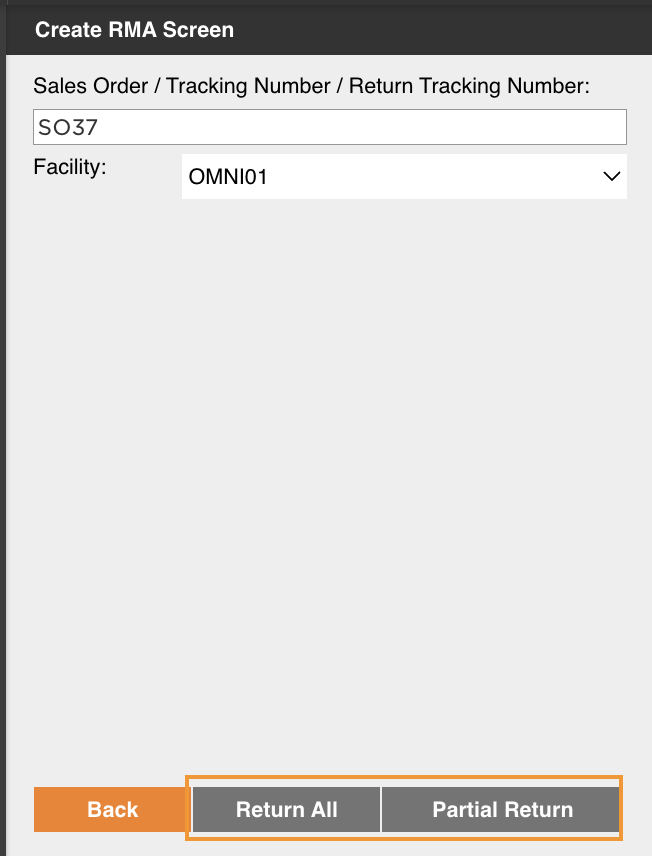 Create RMA Screen
Sales Order / Tracking Number / Return Tracking Number:
SO37
Facility:
OMNI01
Back
Return All
Partial Return